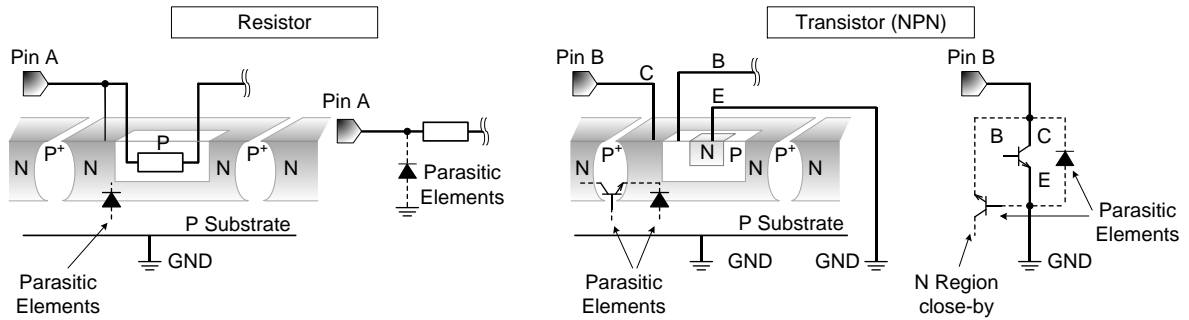 Resistor
Transistor (NPN)
Pin A
Pin A
Pin B
Pin B
C
B
E
N
P+
N
P
P+
N
N
P+
N
N
P
P+
N
B
C
E
Parasitic
Elements
P Substrate
GND
Parasitic
Elements
P Substrate
GND
GND
Parasitic
Elements
Parasitic
Elements
N Region
close-by
GND